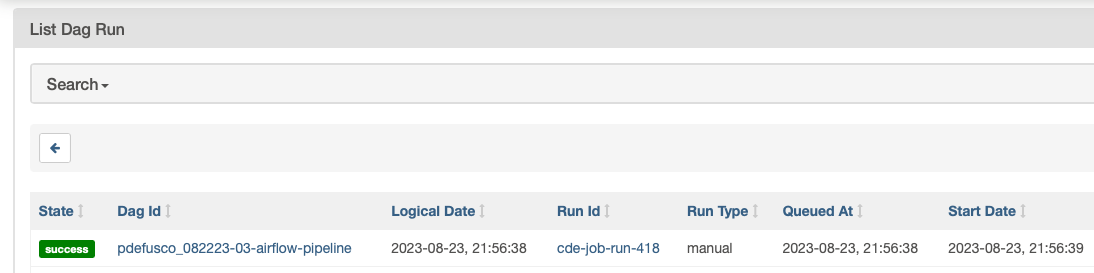 List Dag Run
Search
State Dag Id Logical Date Run Id Run Type Queued At Start Date
success pdefusco_082223-03-airflow-pipeline 2023-08-23, 21:56:38 cde-job-run-418 manual 2023-08-23, 21:56:38 2023-08-23, 21:56:39